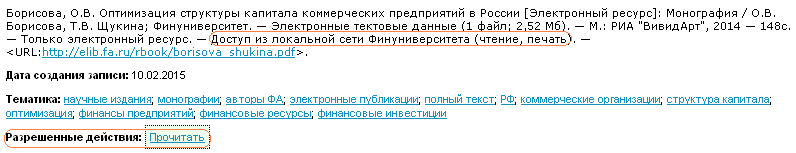 Борисова, О.В. Оптимизация структуры капитала коммерческих предприятий в России [Электронный ресурс]: Монография / О.В.
Борисова, Т.В. Щукина; Финуниверситет. — Электронные тектовые данные (1 файл; 2,52 Мб). — М.: РИА "ВивидАрт", 2014 — 148с.
— Только электронный ресурс. — Доступ из локальной сети Финуниверситета (чтение, печать). —
<URL:http://elib.fa.ru/rbook/borisova_shukina.pdf>.
Дата создания записи: 10.02.2015
Тематика: научные издания; монографии; авторы ФА; электронные публикации; полный текст; РФ; коммерческие организации; структура капитала;
оптимизация; финансы предприятий; финансовые ресурсы; финансовые инвестиции
Разрешенные действия: Прочитать